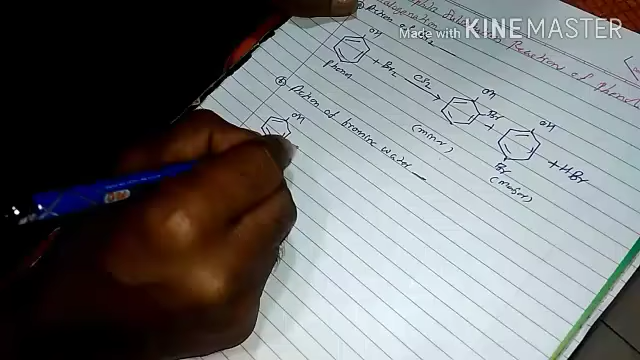 Made with KINEMASTER
Reaction of Phenol
Halogenation
Action of
OH
+ Br2
CS2
Phenol
OH
Br
+
OH
Br
+ HBr
(minor)
(major)
Action of bromine water
OH